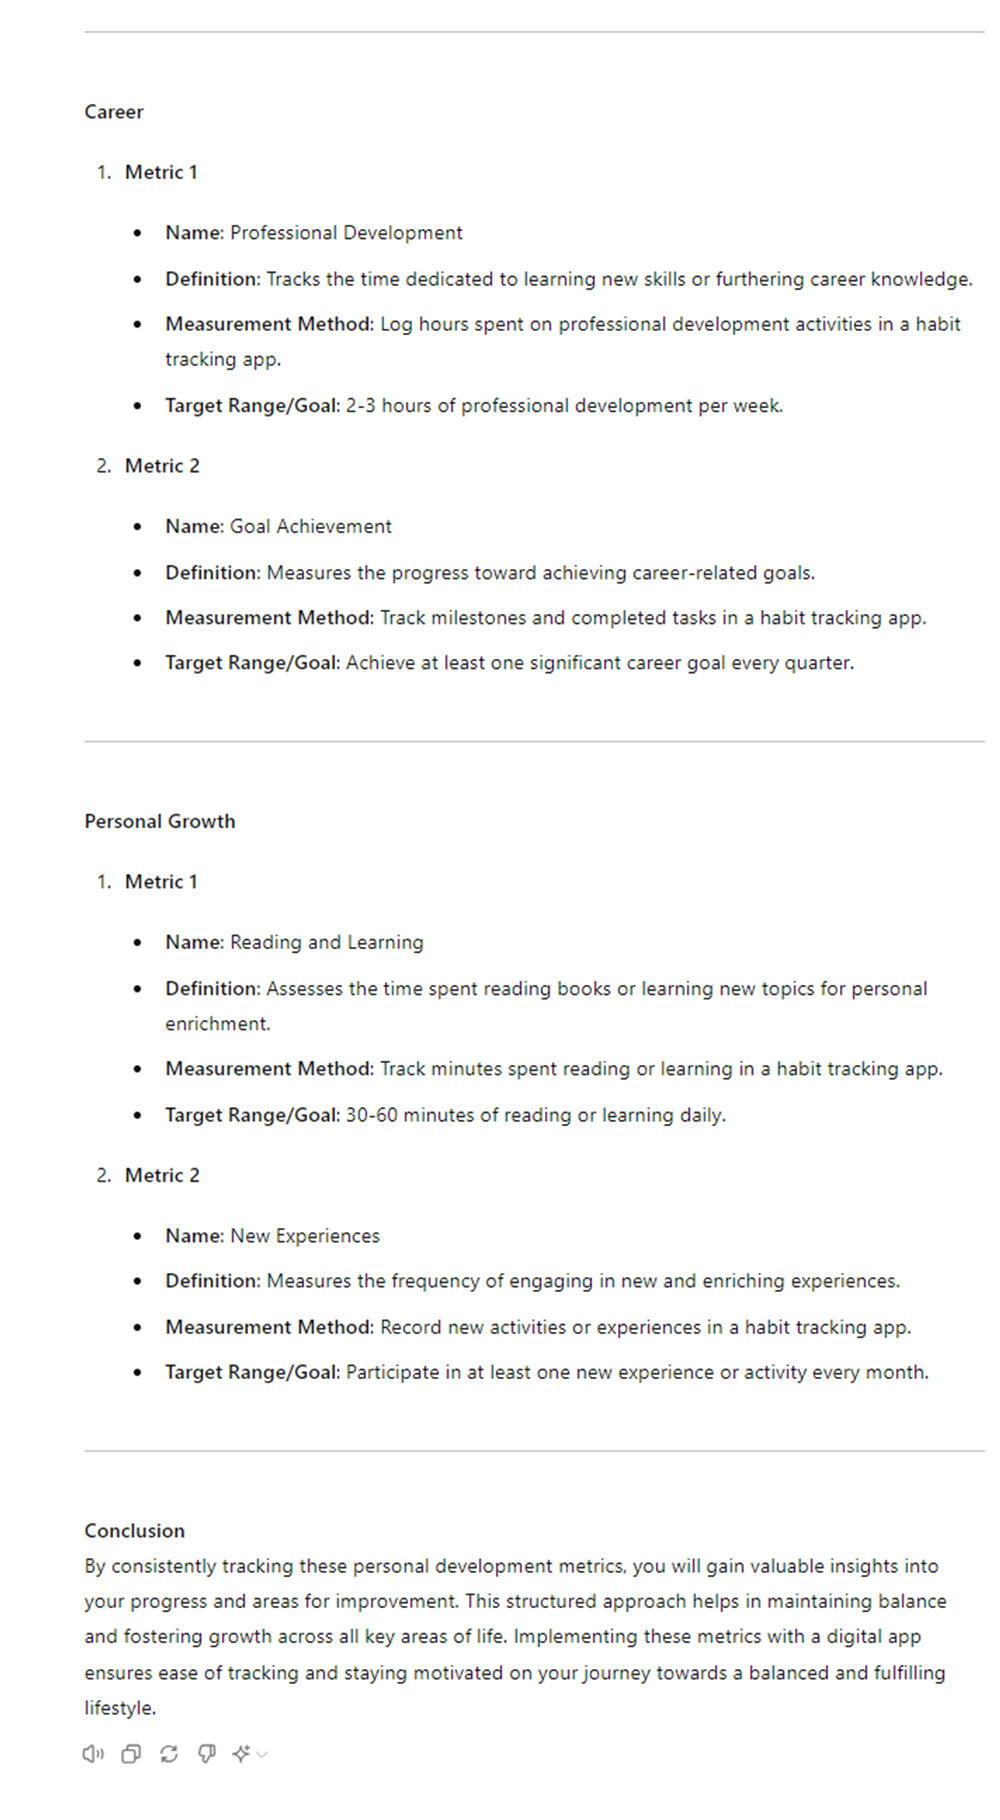 Career
1. Metric 1
• Name: Professional Development
• Definition: Tracks the time dedicated to learning new skills or furthering career knowledge.
• Measurement Method: Log hours spent on professional development activities in a habit
tracking app.
• Target Range/Goal: 2-3 hours of professional development per week.
2. Metric 2
• Name: Goal Achievement
• Definition: Measures the progress toward achieving career-related goals.
• Measurement Method: Track milestones and completed tasks in a habit tracking app.
• Target Range/Goal: Achieve at least one significant career goal every quarter.
Personal Growth
1. Metric 1
• Name: Reading and Learning
• Definition: Assesses the time spent reading books or learning new topics for personal
enrichment.
• Measurement Method: Track minutes spent reading or learning in a habit tracking app.
• Target Range/Goal: 30-60 minutes of reading or learning daily.
2. Metric 2
• Name: New Experiences
• Definition: Measures the frequency of engaging in new and enriching experiences.
• Measurement Method: Record new activities or experiences in a habit tracking app.
• Target Range/Goal: Participate in at least one new experience or activity every month.
Conclusion
By consistently tracking these personal development metrics, you will gain valuable insights into
your progress and areas for improvement. This structured approach helps in maintaining balance
and fostering growth across all key areas of life. Implementing these metrics with a digital app
ensures ease of tracking and staying motivated on your journey towards a balanced and fulfilling
lifestyle.